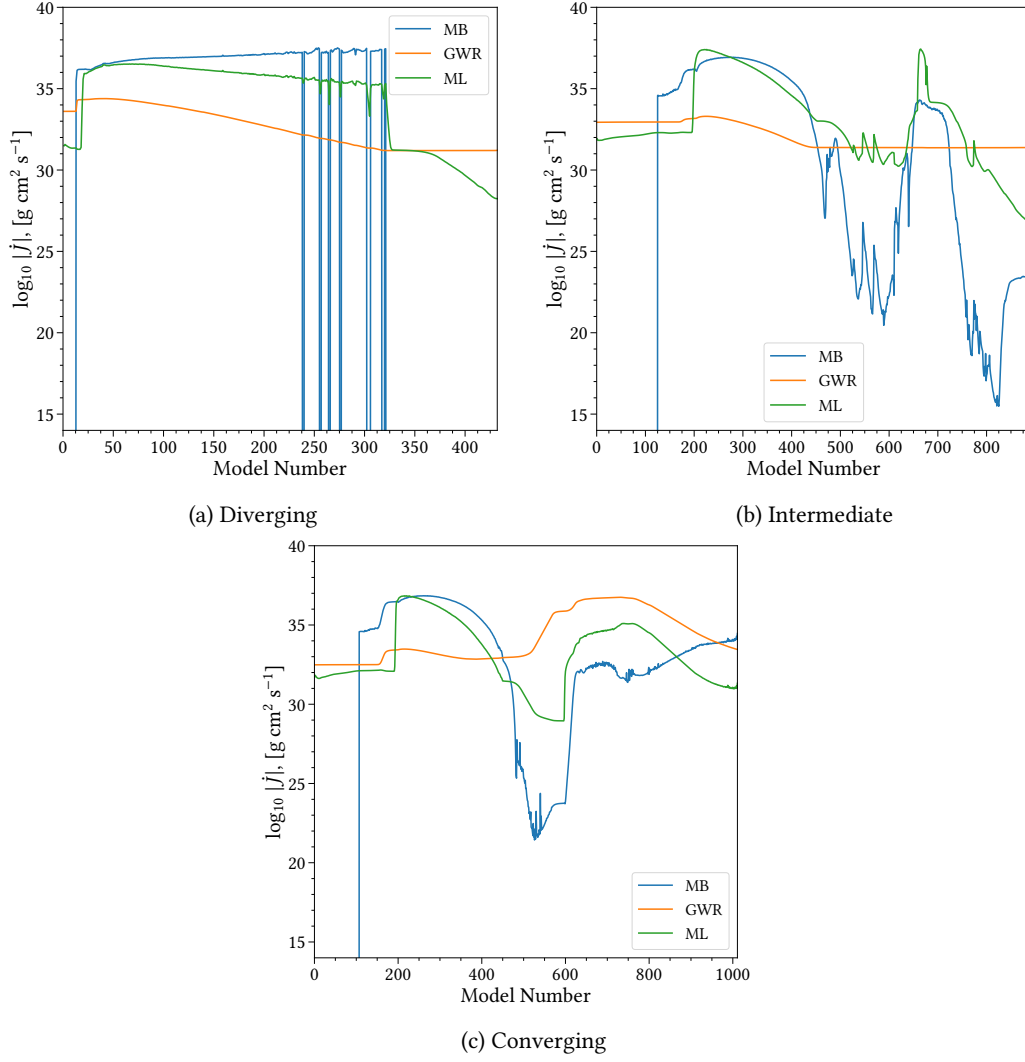 40
35
30
25
20
15
log₁₀ |J̇|, [g cm² s⁻¹]
MB
GWR
ML
0 50 100 150 200 250 300 350 400
Model Number
(a) Diverging
40
35
30
25
20
15
log₁₀ |J̇|, [g cm² s⁻¹]
MB
GWR
ML
0 100 200 300 400 500 600 700 800
Model Number
(b) Intermediate
40
35
30
25
20
15
log₁₀ |J̇|, [g cm² s⁻¹]
MB
GWR
ML
0 200 400 600 800 1000
Model Number
(c) Converging